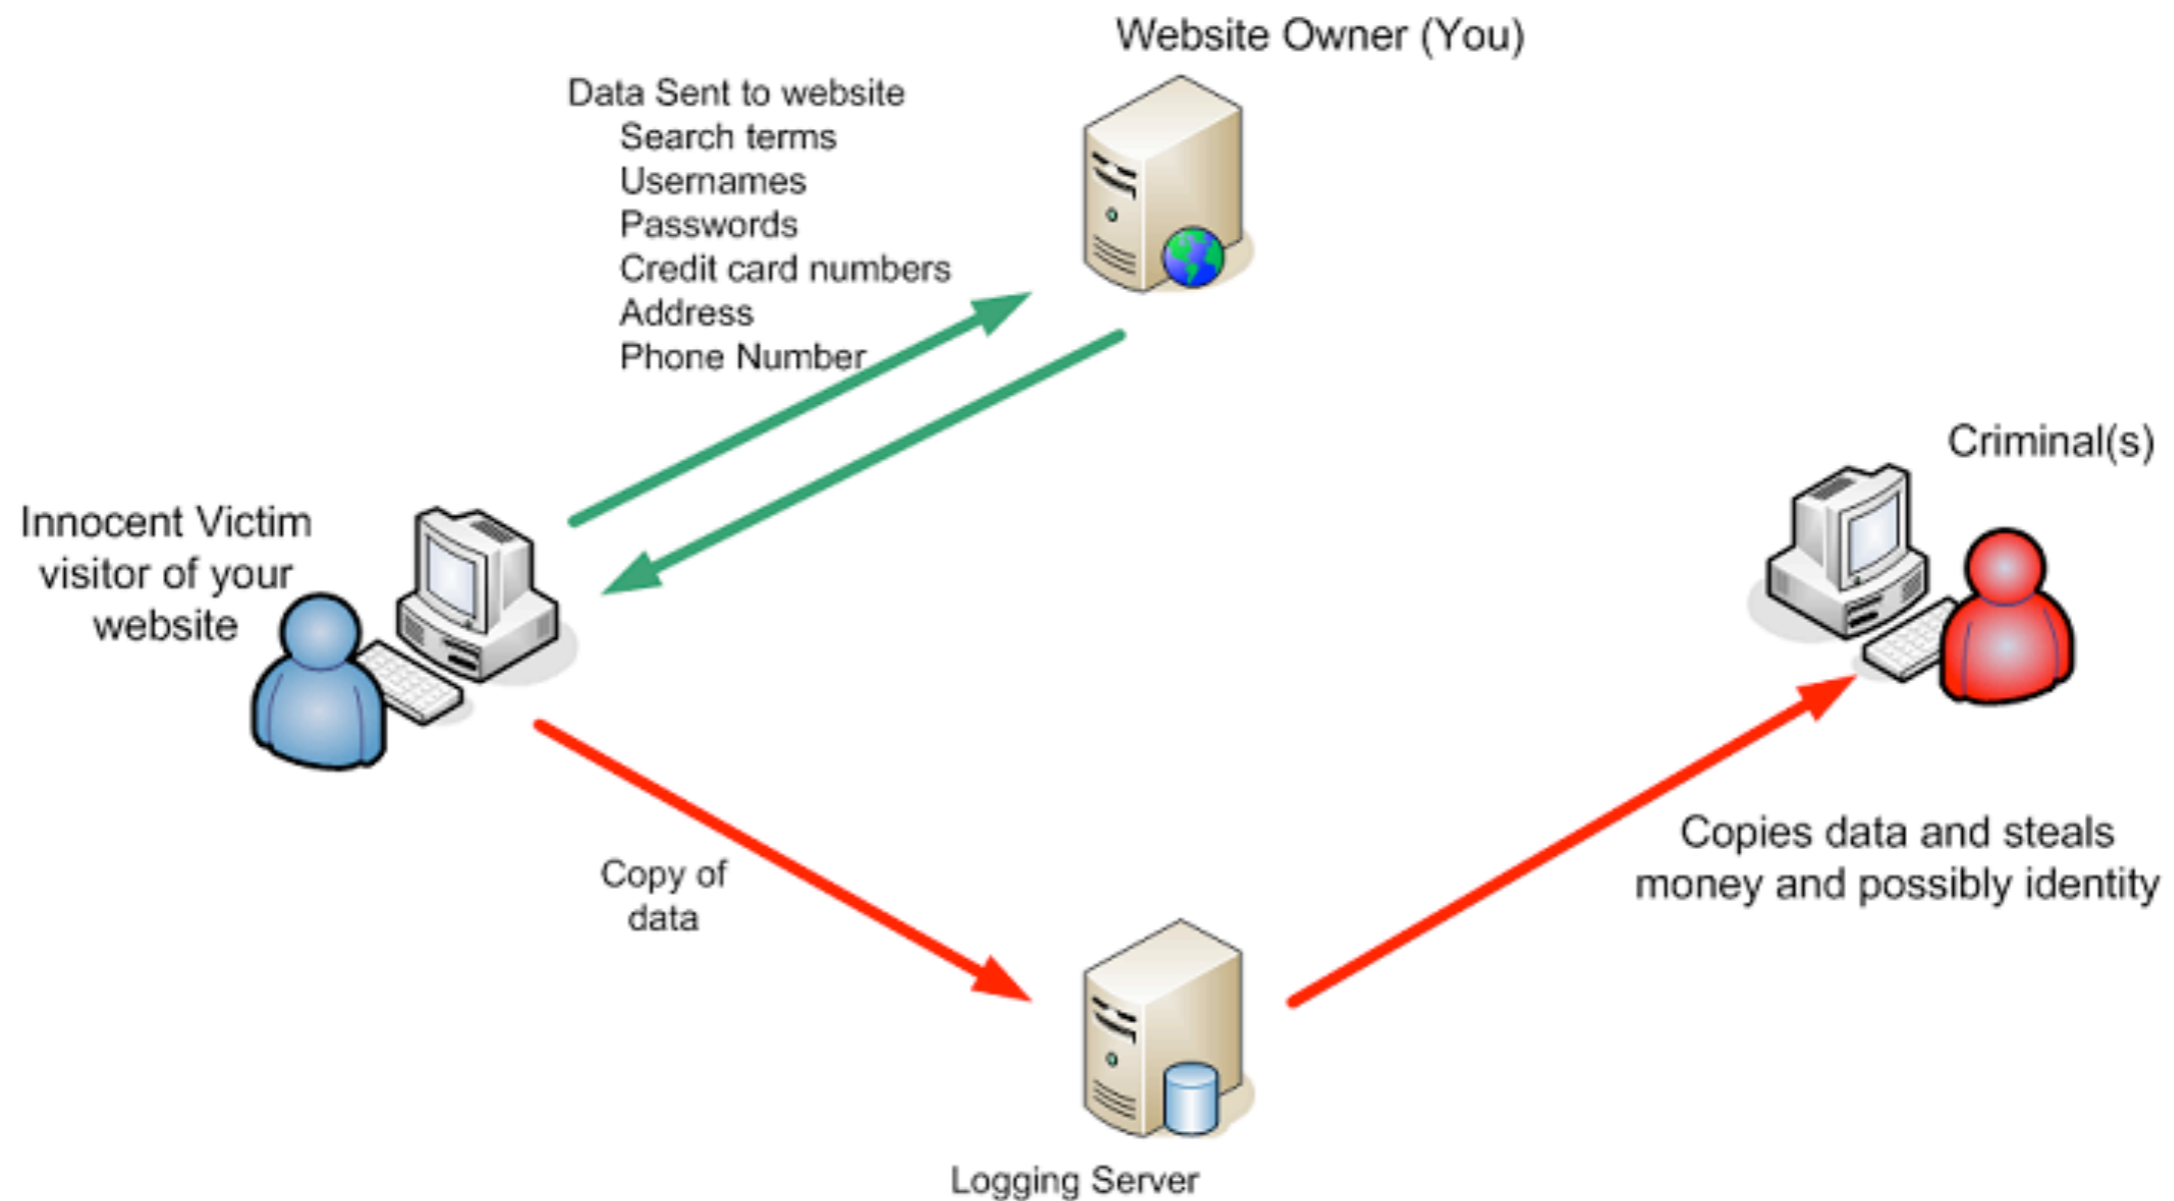 Website Owner (You)
Data Sent to website
Search terms
Usernames
Passwords
Credit card numbers
Address
Phone Number
Criminal(s)
Innocent Victim
visitor of your
website
Copy of
data
Copies data and steals
money and possibly identity
Logging Server